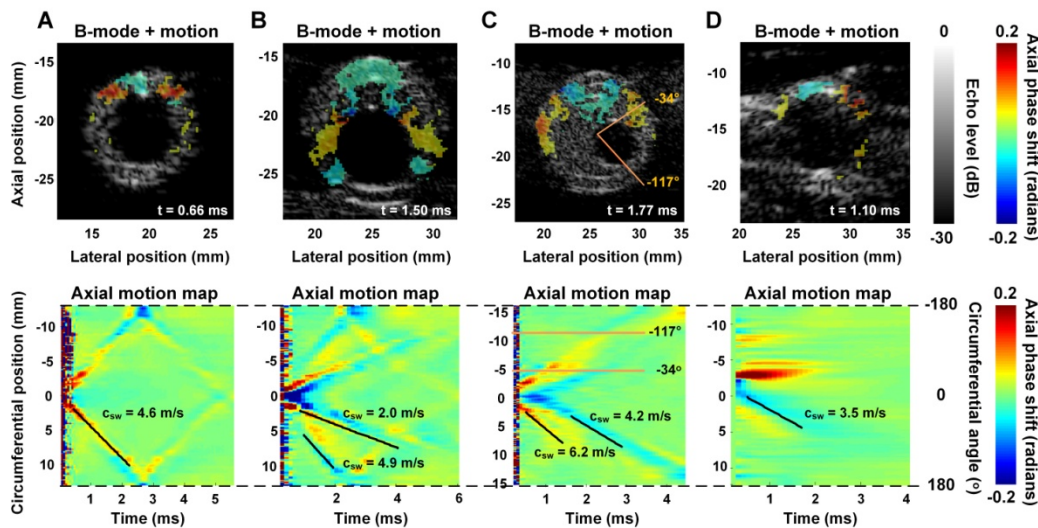 A B C D
B-mode + motion B-mode + motion B-mode + motion B-mode + motion
Axial position (mm)
-15
-20
-25
t = 0.66 ms
15 20 25
Lateral position (mm)
-15
-20
-25
t = 1.50 ms
20 25 30
Lateral position (mm)
-10
-15
-20
-25
-34°
-117°
t = 1.77 ms
20 25 30 35
Lateral position (mm)
-10
-15
-20
t = 1.10 ms
20 25 30 35
Lateral position (mm)
0
-30
Echo level (dB)
0.2
-0.2
Axial phase shift (radians)
Axial motion map Axial motion map Axial motion map Axial motion map
Circumferential position (mm)
-10
-5
0
5
10
csw = 4.6 m/s
1 2 3 4 5
Time (ms)
-10
-5
0
5
10
csw = 2.0 m/s
csw = 4.9 m/s
2 4 6
Time (ms)
-15
-10
-5
0
5
10
15
-117°
-34°
csw = 4.2 m/s
csw = 6.2 m/s
1 2 3 4
Time (ms)
-10
-5
0
5
10
csw = 3.5 m/s
1 2 3 4
Time (ms)
-180
0
180
Circumferential angle (°)
0.2
-0.2
Axial phase shift (radians)